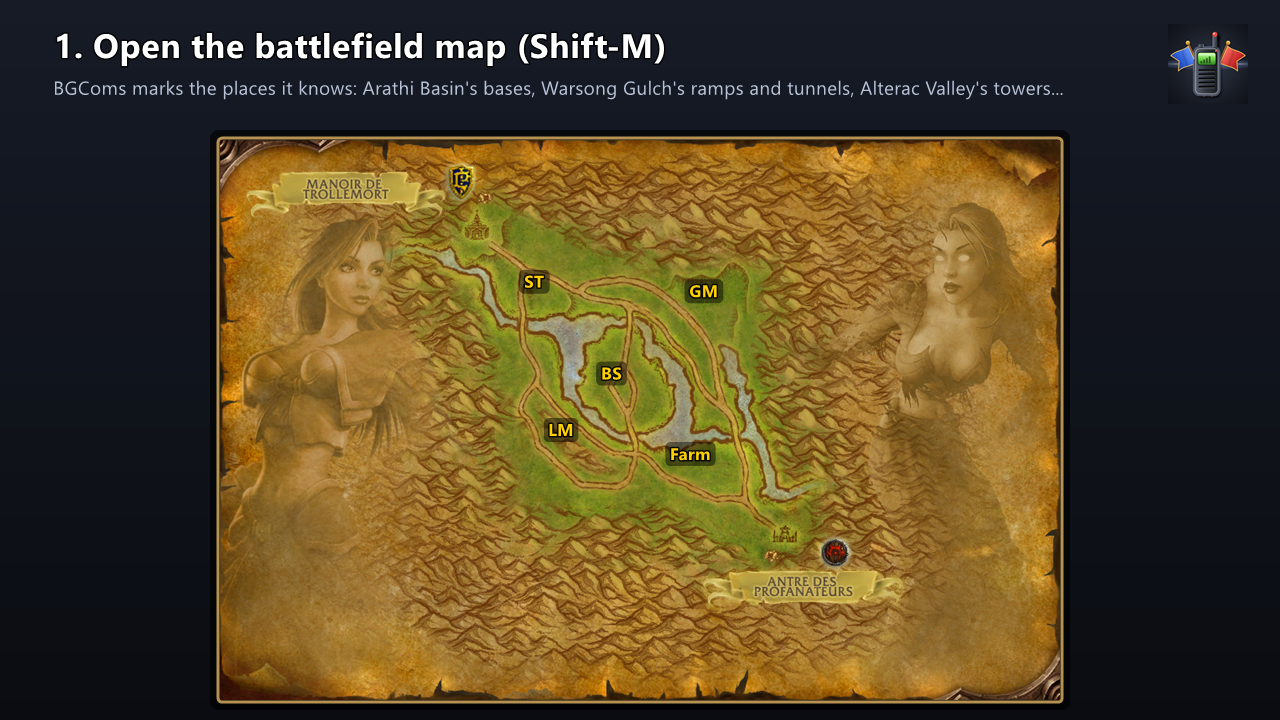 1. Open the battlefield map (Shift-M)
BGComs marks the places it knows: Arathi Basin's bases, Warsong Gulch's ramps and tunnels, Alterac Valley's towers...
MANOIR DE
TROLLEMORT
ST
GM
BS
LM
Farm
ANTRE DES
PROFANATEURS